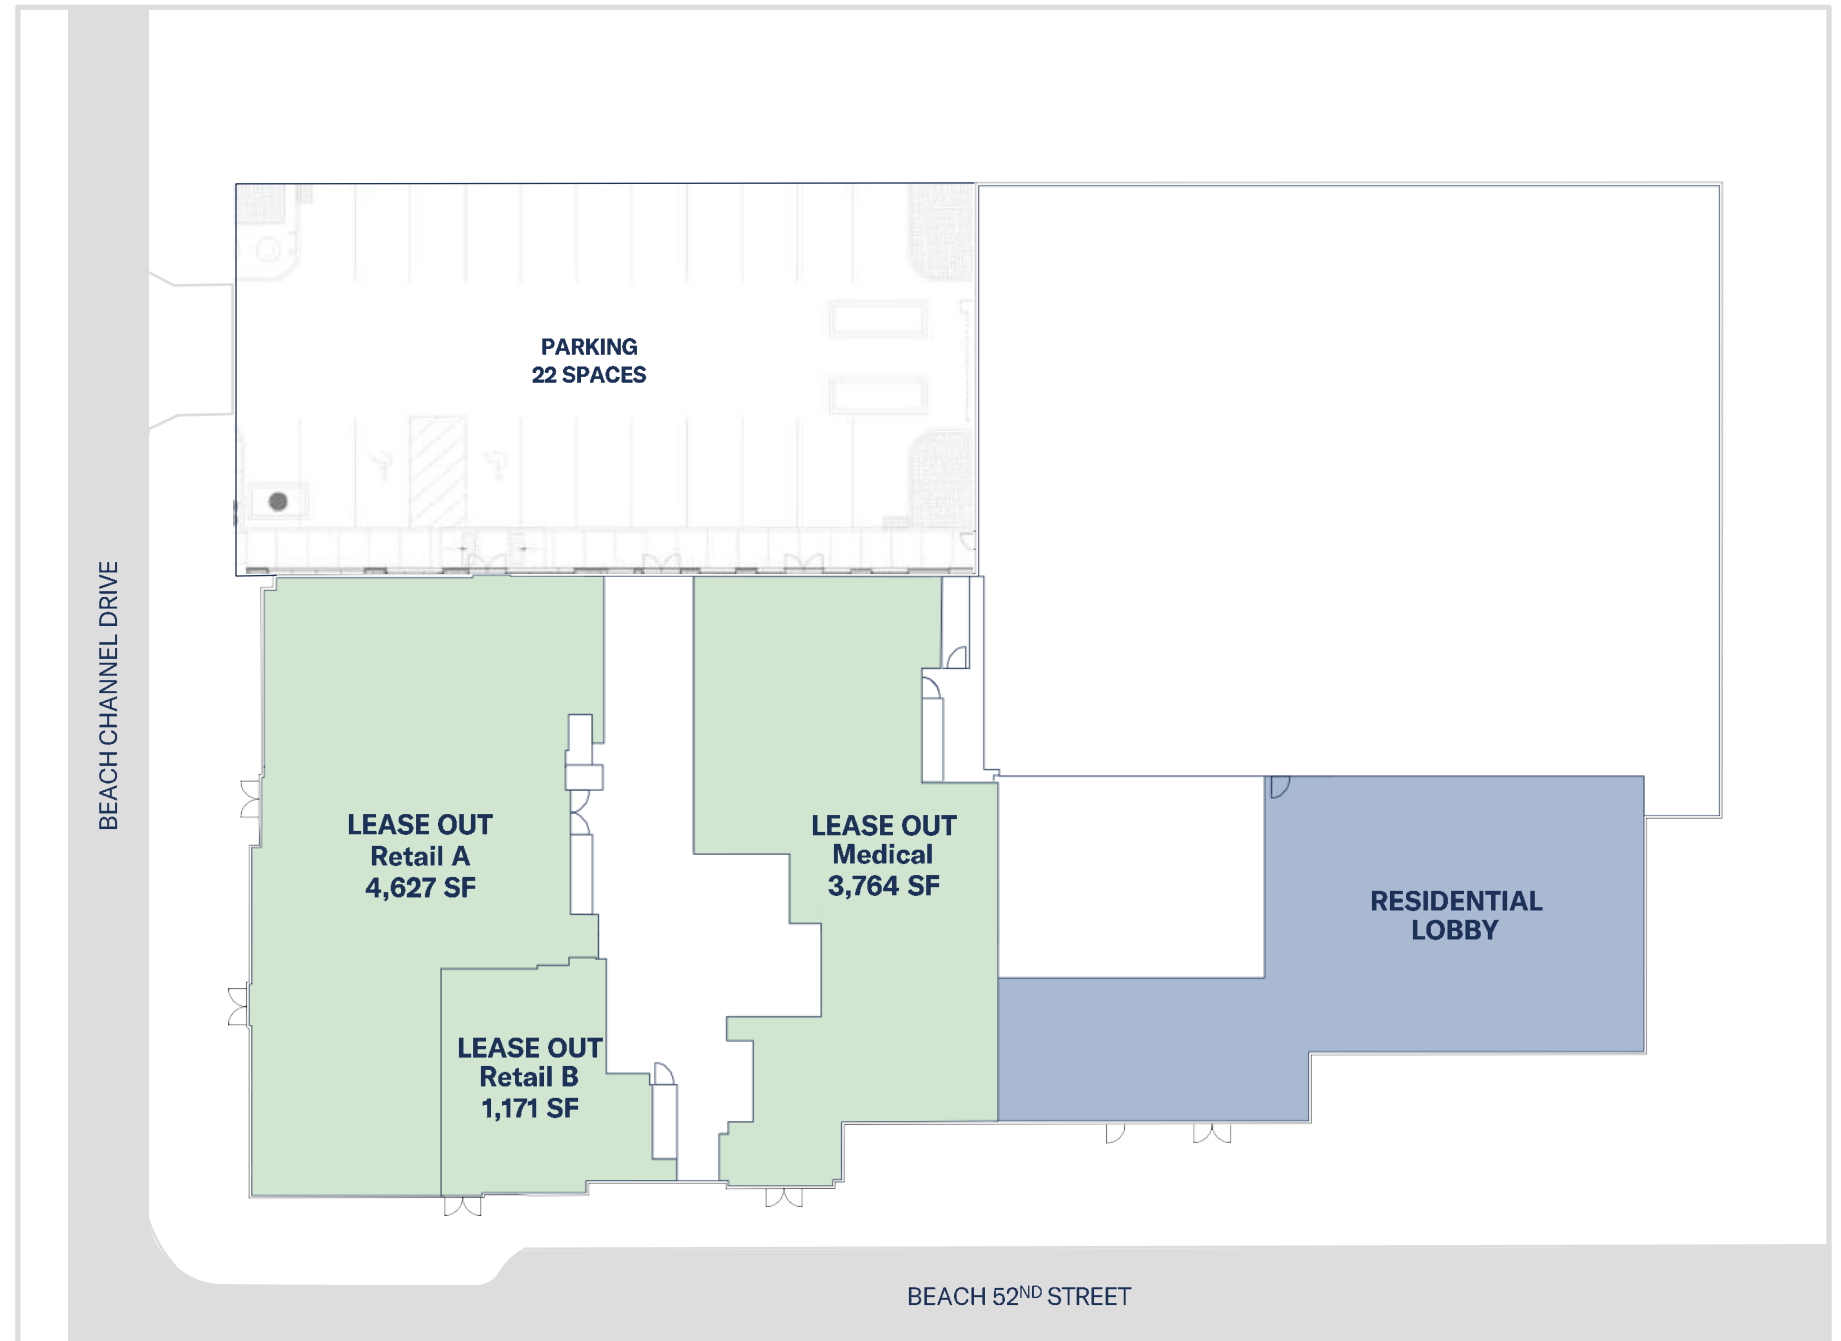 PARKING
22 SPACES
BEACH CHANNEL DRIVE
LEASE OUT
Retail A
4,627 SF
LEASE OUT
Medical
3,764 SF
RESIDENTIAL
LOBBY
LEASE OUT
Retail B
1,171 SF
BEACH 52ND STREET